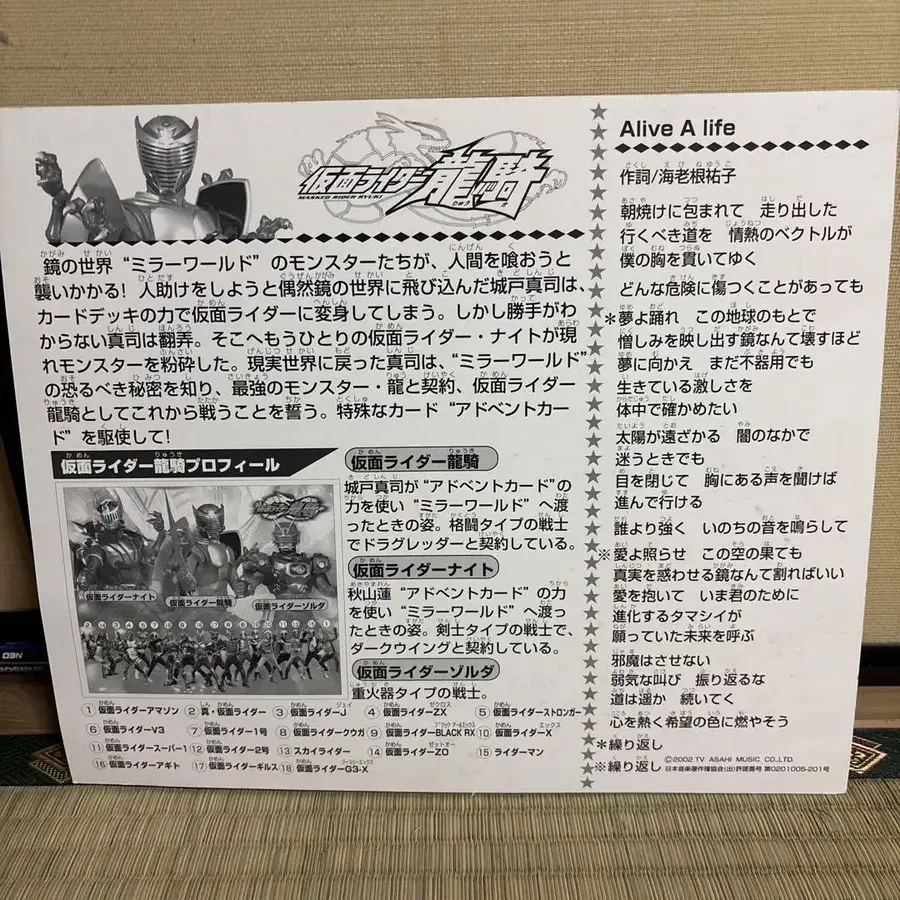 仮面ライダー龍騎
MASKED RIDER RYUKI
鏡の世界“ミラーワールド”のモンスターたちが、人間を喰おうと
襲いかかる! 人助けをしようと偶然鏡の世界に飛び込んだ城戸真司は、
カードデッキの力で仮面ライダーに変身してしまう。しかし勝手がわ
からない真司は翻弄。そこへもうひとりの仮面ライダー・ナイトが現
れモンスターを粉砕した。現実世界に戻った真司は、“ミラーワールド”
の恐るべき秘密を知り、最強のモンスター・龍と契約、仮面ライダー
龍騎としてこれから戦うことを誓う。特殊なカード“アドベントカー
ド”を駆使して!
仮面ライダー龍騎プロフィール
仮面ライダーナイト
仮面ライダー龍騎
仮面ライダーゾルダ
仮面ライダー龍騎
城戸真司が“アドベントカード”の
力を使い“ミラーワールド”へ渡
ったときの姿。格闘タイプの戦士
でドラグレッダーと契約している。
仮面ライダーナイト
秋山蓮“アドベントカード”の力
を使い“ミラーワールド”へ渡っ
たときの姿。剣士タイプの戦士で、
ダークウイングと契約している。
仮面ライダーゾルダ
重火器タイプの戦士。
①仮面ライダーアマゾン ②真・仮面ライダー ③仮面ライダーJ ④仮面ライダーZX ⑤仮面ライダーストロンガー
⑥仮面ライダーV3 ⑦仮面ライダー1号 ⑧仮面ライダークウガ ⑨仮面ライダーBLACK RX ⑩仮面ライダーX
⑪仮面ライダースーパー1 ⑫仮面ライダー2号 ⑬スカイライダー ⑭仮面ライダーZO ⑮ライダーマン
⑯仮面ライダーアギト ⑰仮面ライダーギルス ⑱仮面ライダーG3-X
Alive A life
作詞/海老根祐子
朝焼けに包まれて 走り出した
行くべき道を 情熱のベクトルが
僕の胸を貫いてゆく
どんな危険に傷つくことがあっても
*夢よ踊れ この地球のもとで
憎しみを映し出す鏡なんて壊すほど
夢に向かえ まだ不器用でも
生きている激しさを
体中で確かめたい
太陽が遠ざかる 闇のなかで
迷うときでも
目を閉じて 胸にある声を聞けば
進んで行ける
誰より強く いのちの音を鳴らして
※愛よ照らせ この空の果ても
真実を惑わせる鏡なんて割ればいい
愛を抱いて いま君のために
進化するタマシイが
願っていた未来を呼ぶ
邪魔はさせない
弱気な叫び 振り返るな
道は遥か 続いてく
心を熱く希望の色に燃やそう
*繰り返し
※繰り返し
©2002 TV ASAHI MUSIC CO.,LTD.
日本音楽著作権協会(出)許諾番号 第0201005-201号